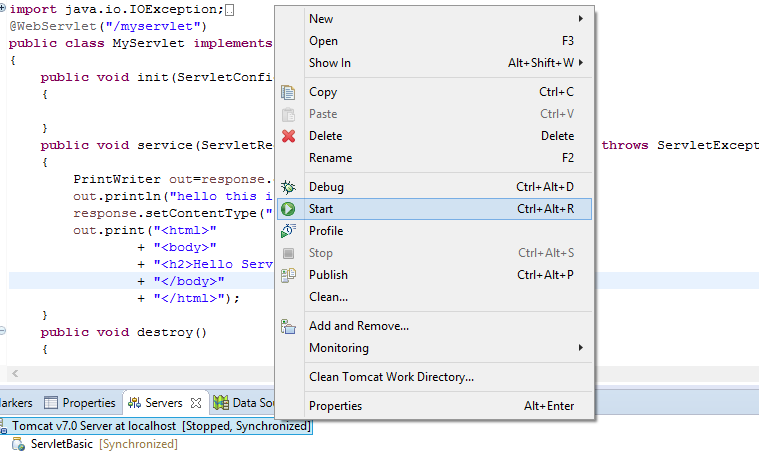 import java.io.IOException;
@WebServlet("/myservlet")
public class MyServlet implements
{
public void init(ServletConfi
{
}
public void service(ServletRe throws ServletExcept
{
PrintWriter out=response.
out.println("hello this i
response.setContentType("
out.print("<html>"
+ "<body>"
+ "<h2>Hello Serv
+ "</body>"
+ "</html>");
}
public void destroy()
{
New
Open F3
Show In Alt+Shift+W
Copy Ctrl+C
Paste Ctrl+V
Delete Delete
Rename F2
Debug Ctrl+Alt+D
Start Ctrl+Alt+R
Profile
Stop Ctrl+Alt+S
Publish Ctrl+Alt+P
Clean...
Add and Remove...
Monitoring
Clean Tomcat Work Directory...
Properties Alt+Enter
larkers Properties Servers Data Sou
Tomcat v7.0 Server at localhost [Stopped, Synchronized]
ServletBasic [Synchronized]